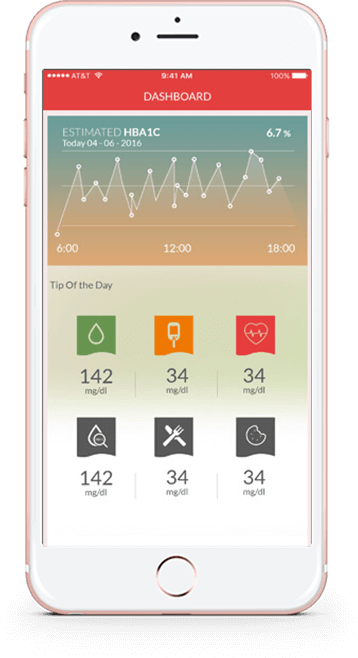 AT&T 9:41 AM 100%
DASHBOARD
ESTIMATED HBA1C 6.7 %
Today 04 - 06 - 2016
6:00 12:00 18:00
Tip Of the Day
142 34 34
mg/dl mg/dl mg/dl
142 34 34
mg/dl mg/dl mg/dl